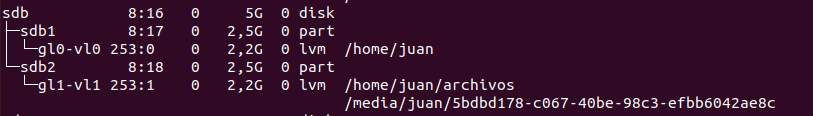 sdb 8:16 0 5G 0 disk
├─sdb1 8:17 0 2,5G 0 part
│ └─gl0-vl0 253:0 0 2,2G 0 lvm /home/juan
└─sdb2 8:18 0 2,5G 0 part
└─gl1-vl1 253:1 0 2,2G 0 lvm /home/juan/archivos
/media/juan/5bdbd178-c067-40be-98c3-efbb6042ae8c